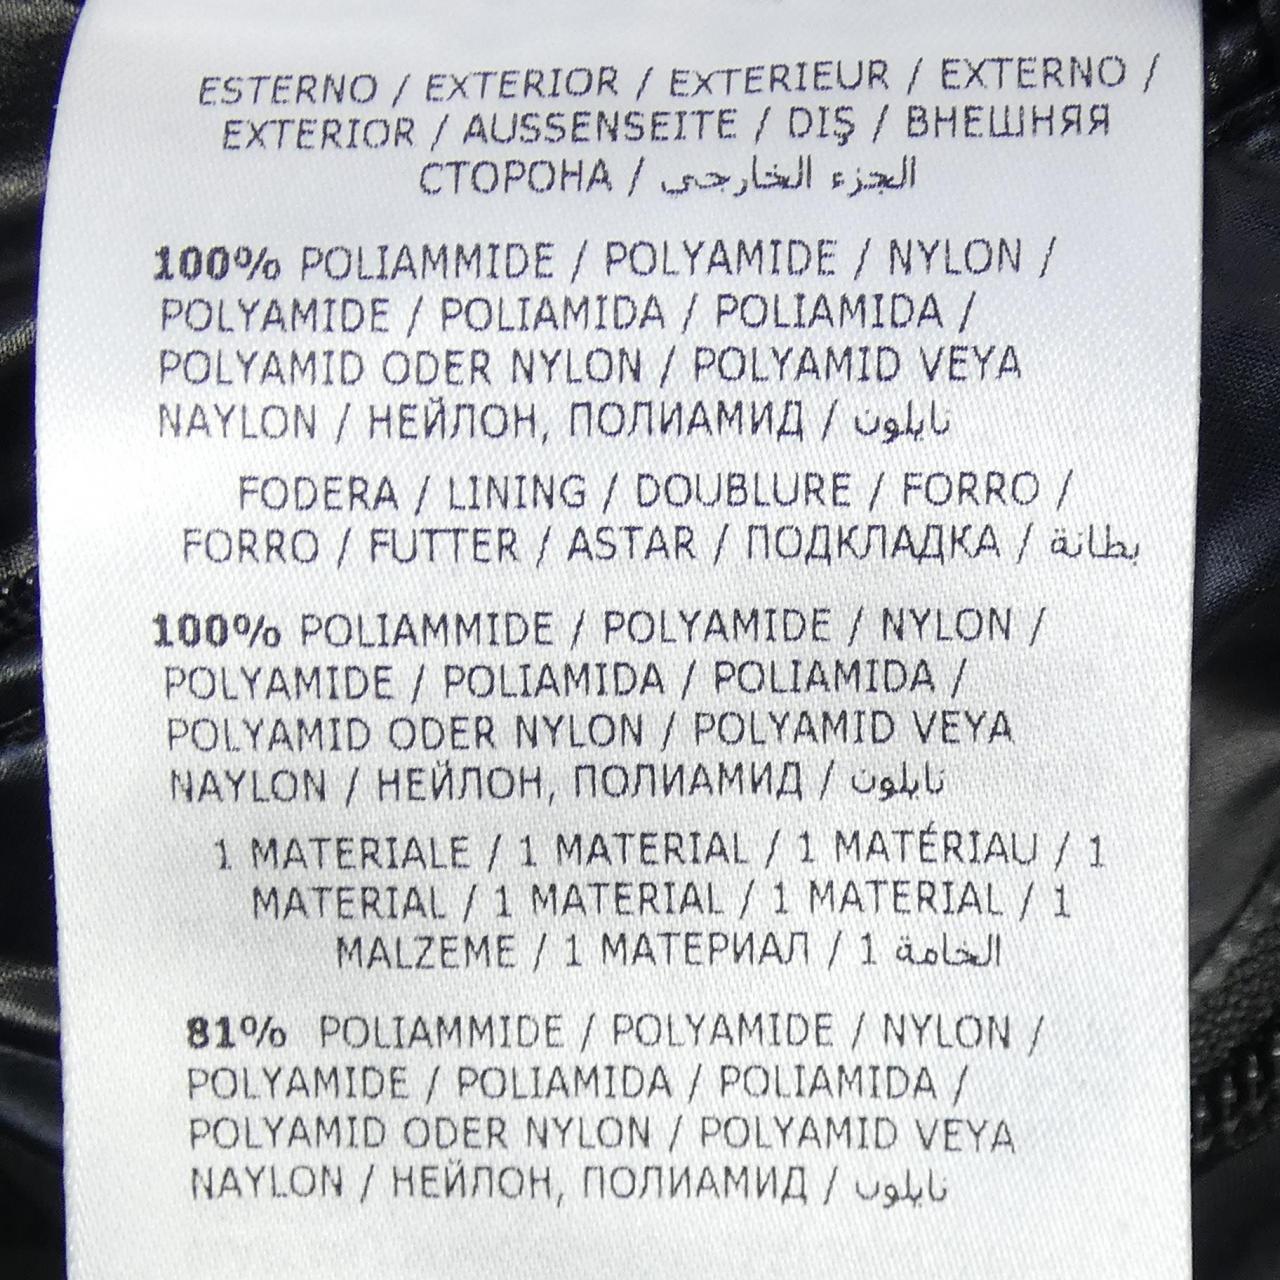 ESTERNO / EXTERIOR / EXTERIEUR / EXTERNO /
EXTERIOR / AUSSENSEITE / DIŞ / ВНЕШНЯЯ
СТОРОНА / الجزء الخارجي
100% POLIAMMIDE / POLYAMIDE / NYLON /
POLYAMIDE / POLIAMIDA / POLIAMIDA /
POLYAMID ODER NYLON / POLYAMID VEYA
NAYLON / НЕЙЛОН, ПОЛИАМИД / نايلون
FODERA / LINING / DOUBLURE / FORRO /
FORRO / FUTTER / ASTAR / ПОДКЛАДКА / بطانة
100% POLIAMMIDE / POLYAMIDE / NYLON /
POLYAMIDE / POLIAMIDA / POLIAMIDA /
POLYAMID ODER NYLON / POLYAMID VEYA
NAYLON / НЕЙЛОН, ПОЛИАМИД / نايلون
1 MATERIALE / 1 MATERIAL / 1 MATÉRIAU / 1
MATERIAL / 1 MATERIAL / 1 MATERIAL / 1
MALZEME / 1 МАТЕРИАЛ / 1 الخامة
81% POLIAMMIDE / POLYAMIDE / NYLON /
POLYAMIDE / POLIAMIDA / POLIAMIDA /
POLYAMID ODER NYLON / POLYAMID VEYA
NAYLON / НЕЙЛОН, ПОЛИАМИД / نايلون